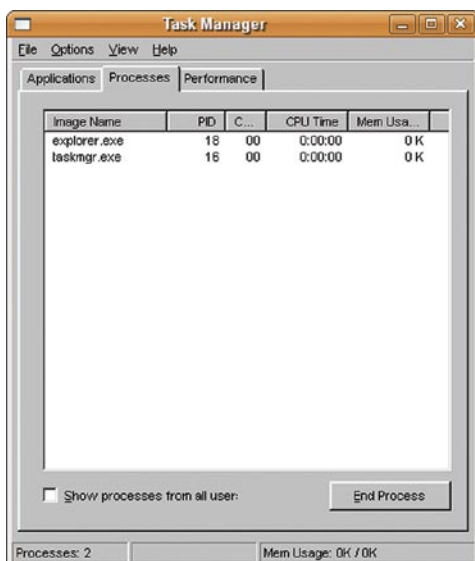 Task Manager
File Options View Help
Applications Processes Performance
Image Name PID C... CPU Time Mem Usa...
explorer.exe 18 00 0:00:00 0 K
taskmgr.exe 16 00 0:00:00 0 K
Show processes from all user
End Process
Processes: 2 Mem Usage: 0K / 0K